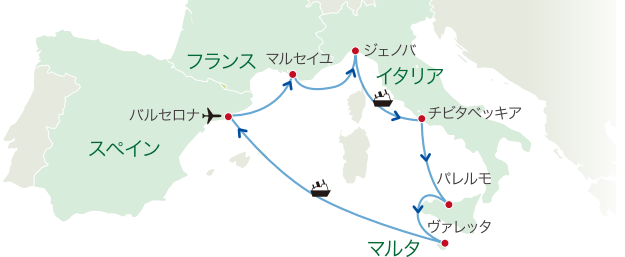 フランス
マルセイユ
ジェノバ
イタリア
バルセロナ
チビタベッキア
スペイン
パレルモ
ヴァレッタ
マルタ